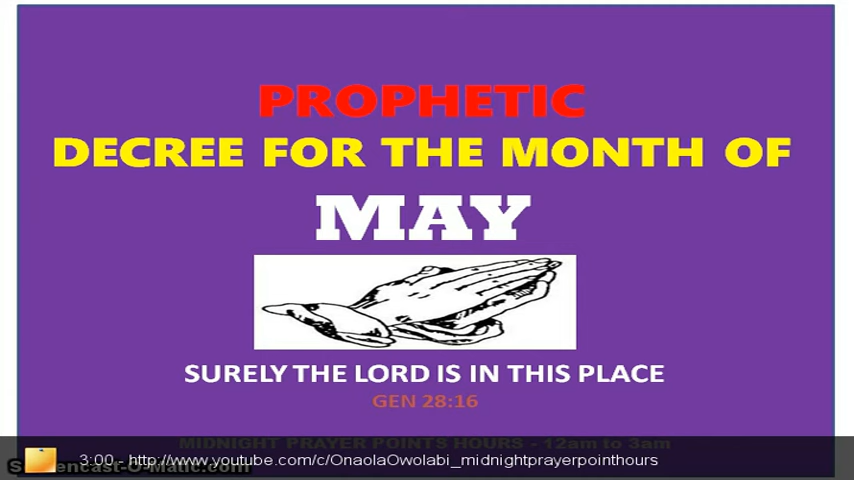 PROPHETIC
DECREE FOR THE MONTH OF
MAY
SURELY THE LORD IS IN THIS PLACE
GEN 28:16
MIDNIGHT PRAYER POINTS HOURS - 12am to 3am
3:00 - http://www.youtube.com/c/OnaolaOwolabi_midnightprayerpointhours